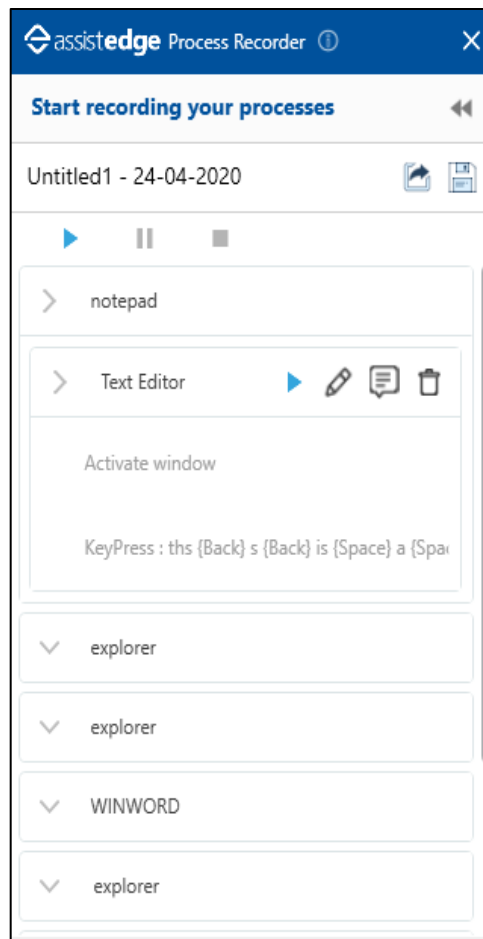 assistedge Process Recorder
Start recording your processes
Untitled1 - 24-04-2020
notepad
Text Editor
Activate window
KeyPress : ths {Back} s {Back} is {Space} a {Spac
explorer
explorer
WINWORD
explorer